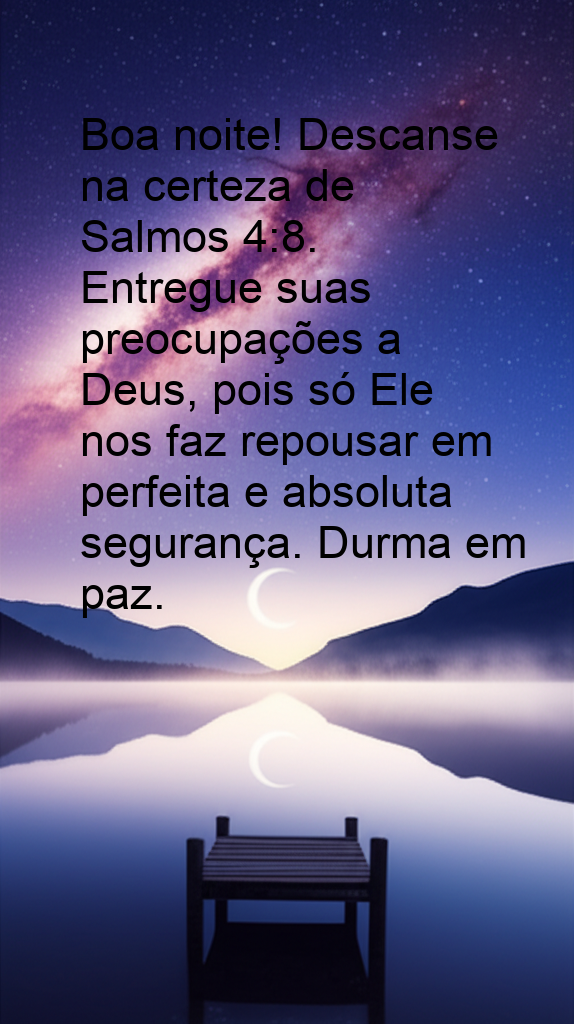 Boa noite! Descanse
na certeza de
Salmos 4:8.
Entregue suas
preocupações a
Deus, pois só Ele
nos faz repousar em
perfeita e absoluta
segurança. Durma em
paz.